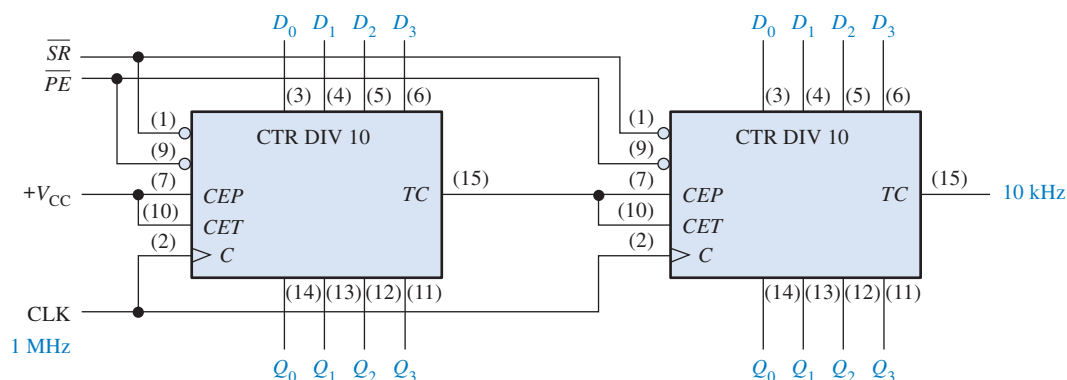 D0 D1 D2 D3 D0 D1 D2 D3
SR
PE
(3) (4) (5) (6) (3) (4) (5) (6)
(1) CTR DIV 10 (1) CTR DIV 10
(9) (9)
+VCC (7) CEP TC (15) (7) CEP TC (15) 10 kHz
(10) CET (10) CET
(2) C (2) C
(14) (13) (12) (11) (14) (13) (12) (11)
CLK
1 MHz
Q0 Q1 Q2 Q3 Q0 Q1 Q2 Q3